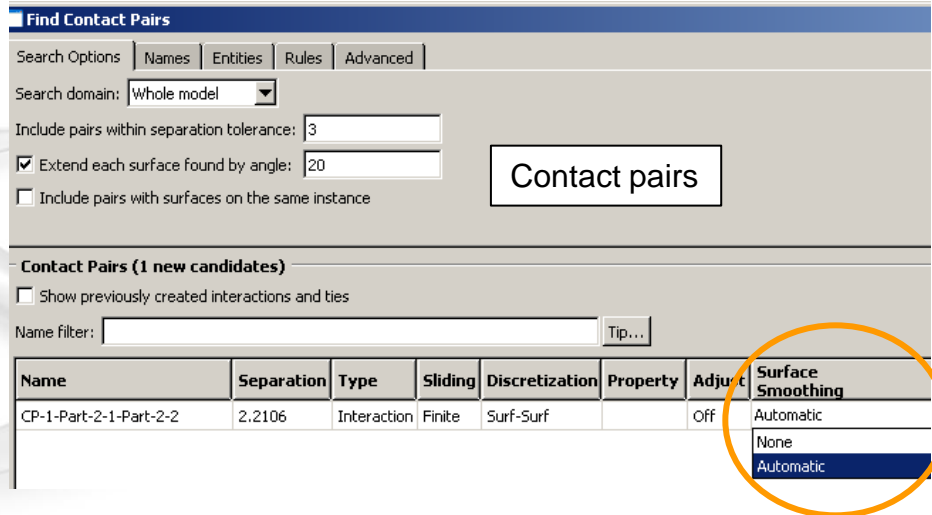 Find Contact Pairs
Search Options Names Entities Rules Advanced
Search domain: Whole model
Include pairs within separation tolerance: 3
Extend each surface found by angle: 20
Include pairs with surfaces on the same instance
Contact pairs
Contact Pairs (1 new candidates)
Show previously created interactions and ties
Name filter: Tip...
Name Separation Type Sliding Discretization Property Adjust Surface Smoothing
CP-1-Part-2-1-Part-2-2 2.2106 Interaction Finite Surf-Surf Off Automatic
None
Automatic